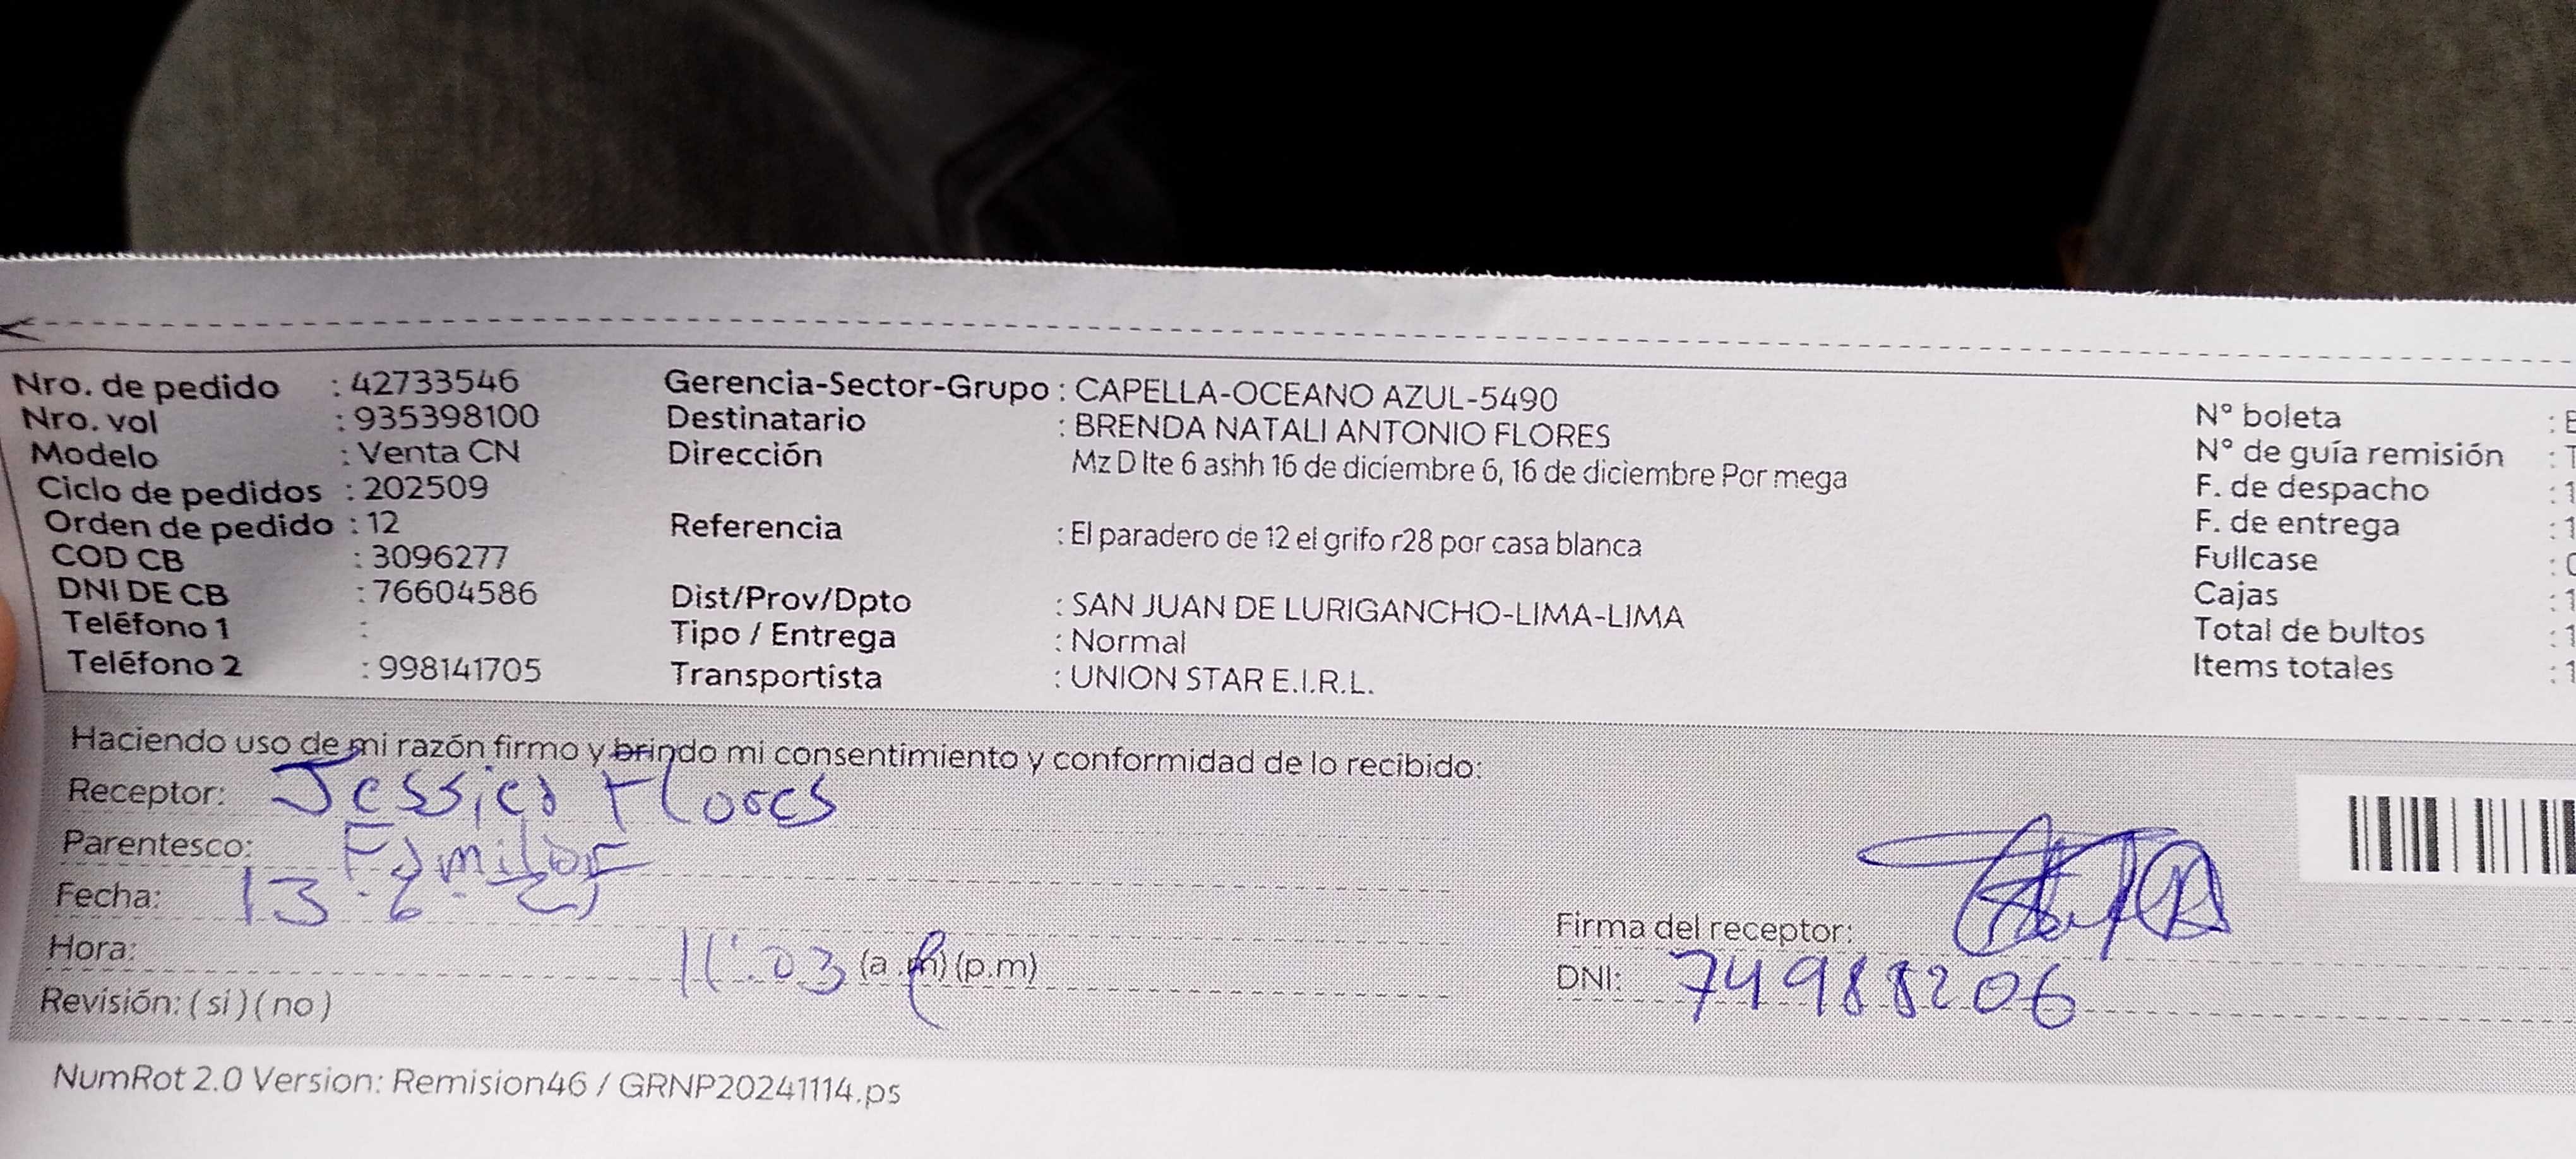 Nro. de pedido : 42733546 Gerencia-Sector-Grupo : CAPELLA-OCEANO AZUL-5490
Nro. vol : 935398100 Destinatario : BRENDA NATALI ANTONIO FLORES N° boleta :
Modelo : Venta CN Dirección Mz D lte 6 ashh 16 de diciembre 6, 16 de diciembre Por mega N° de guía remisión :
Ciclo de pedidos : 202509 F. de despacho : 1
Orden de pedido : 12 Referencia : El paradero de 12 el grifo r28 por casa blanca F. de entrega : 1
COD CB : 3096277 Fullcase :
DNI DE CB : 76604586 Dist/Prov/Dpto : SAN JUAN DE LURIGANCHO-LIMA-LIMA Cajas : 1
Teléfono 1 : Tipo / Entrega : Normal Total de bultos : 1
Teléfono 2 : 998141705 Transportista : UNION STAR E.I.R.L. Items totales : 1
Haciendo uso de mi razón firmo y brindo mi consentimiento y conformidad de lo recibido:
Receptor: Jessica Flores
Parentesco: Familiar
Fecha: 13-6-25
Firma del receptor:
Hora: 11:03 (a.m) (p.m)
DNI: 74988206
Revisión: ( si ) ( no )
NumRot 2.0 Version: Remision46 / GRNP20241114.ps